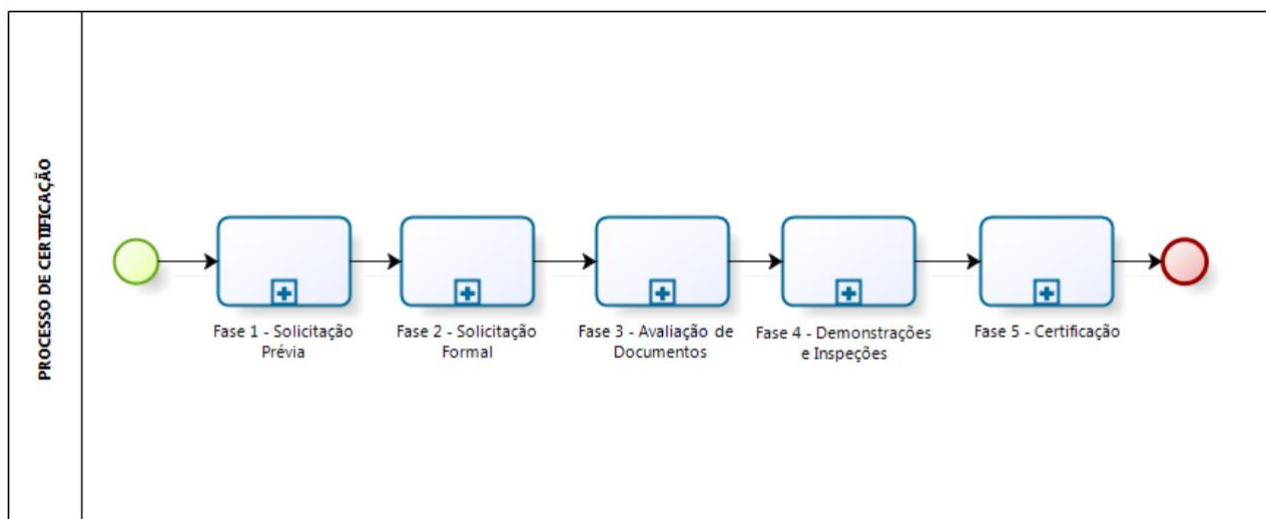 PROCESSO DE CERTIFICAÇÃO
Fase 1 - Solicitação
Prévia
Fase 2 - Solicitação
Formal
Fase 3 - Avaliação de
Documentos
Fase 4 - Demonstrações
e Inspeções
Fase 5 - Certificação